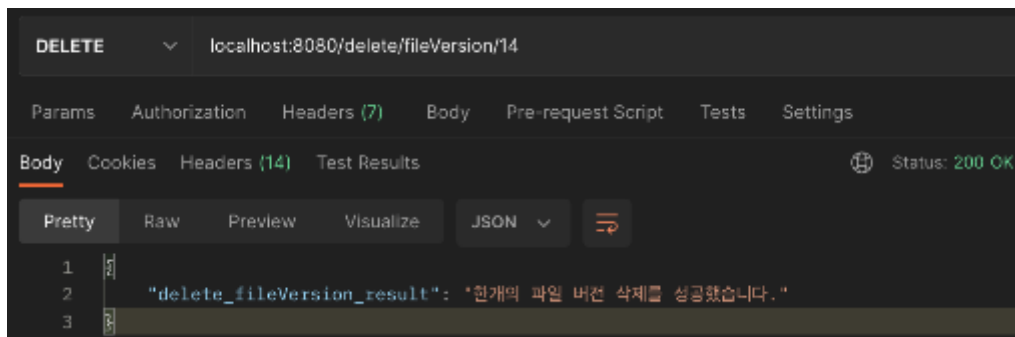 DELETE localhost:8080/delete/fileVersion/14
Params Authorization Headers (7) Body Pre-request Script Tests Settings
Body Cookies Headers (14) Test Results Status: 200 OK
Pretty Raw Preview Visualize JSON
1 {
2 "delete_fileVersion_result": "한개의 파일 버전 삭제를 성공했습니다."
3 }